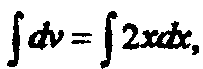 ∫dv = ∫2xdx,